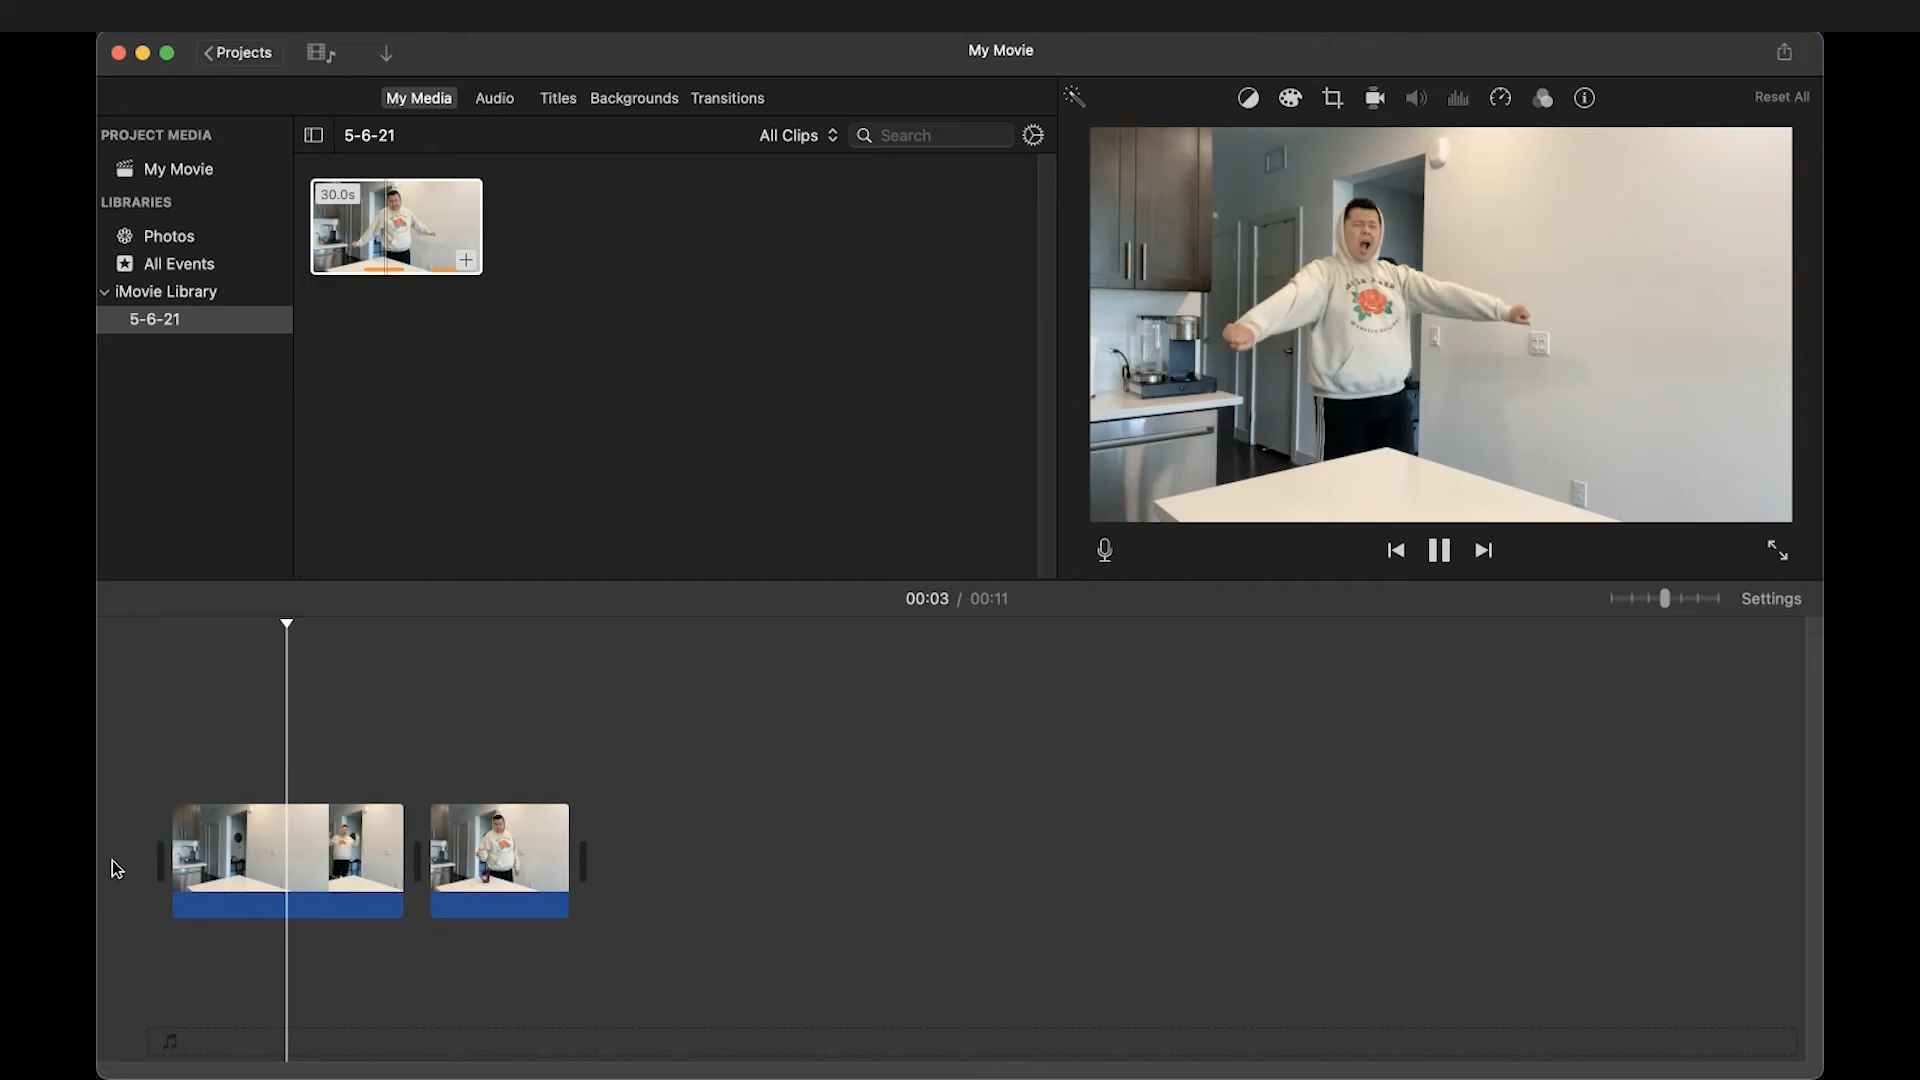 Projects
My Movie
My Media Audio Titles Backgrounds Transitions
Reset All
PROJECT MEDIA
My Movie
LIBRARIES
Photos
All Events
iMovie Library
5-6-21
5-6-21
All Clips
Search
30.0s
00:03 / 00:11
Settings